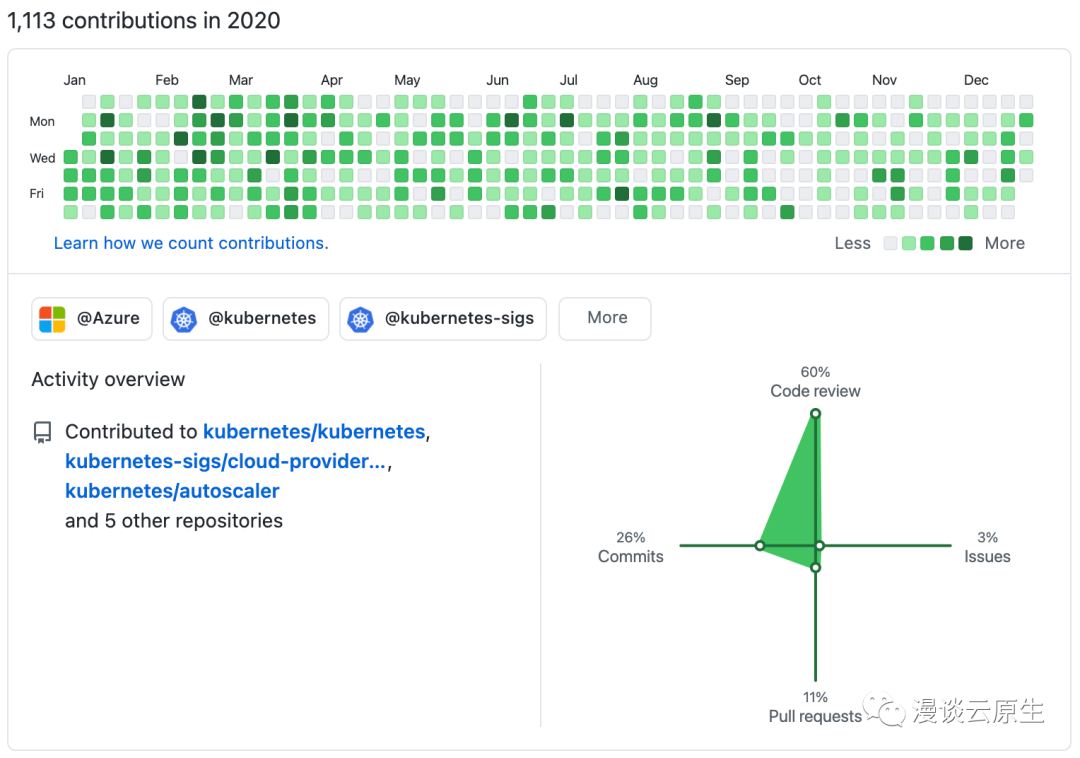 1,113 contributions in 2020
Jan Feb Mar Apr May Jun Jul Aug Sep Oct Nov Dec
Mon
Wed
Fri
Learn how we count contributions.
Less More
@Azure @kubernetes @kubernetes-sigs More
Activity overview
Contributed to kubernetes/kubernetes,
kubernetes-sigs/cloud-provider...,
kubernetes/autoscaler
and 5 other repositories
60%
Code review
26%
Commits
3%
Issues
11%
Pull requests
漫谈云原生